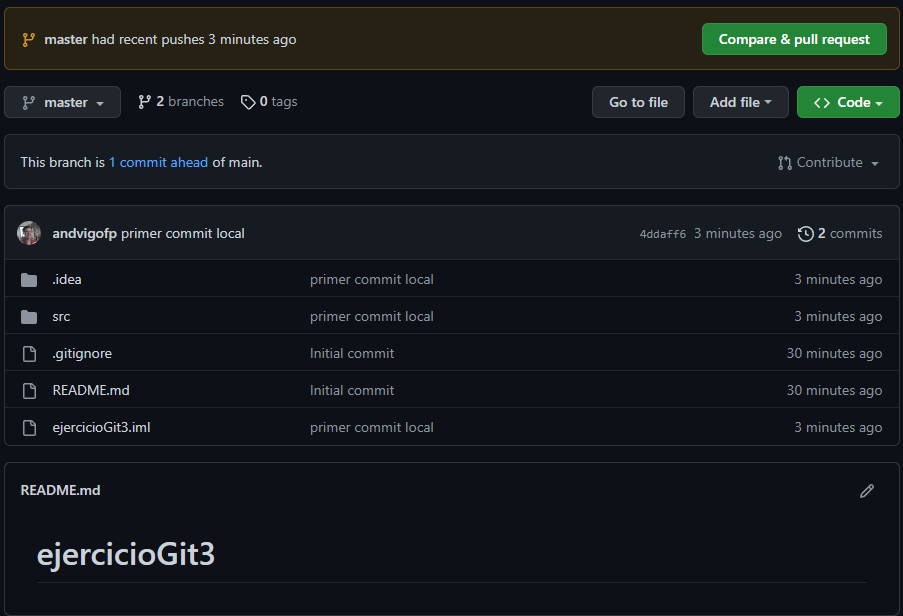 master had recent pushes 3 minutes ago Compare & pull request
master 2 branches 0 tags Go to file Add file Code
This branch is 1 commit ahead of main. Contribute
andvigofp primer commit local 4ddaff6 3 minutes ago 2 commits
.idea primer commit local 3 minutes ago
src primer commit local 3 minutes ago
.gitignore Initial commit 30 minutes ago
README.md Initial commit 30 minutes ago
ejercicioGit3.iml primer commit local 3 minutes ago
README.md
ejercicioGit3